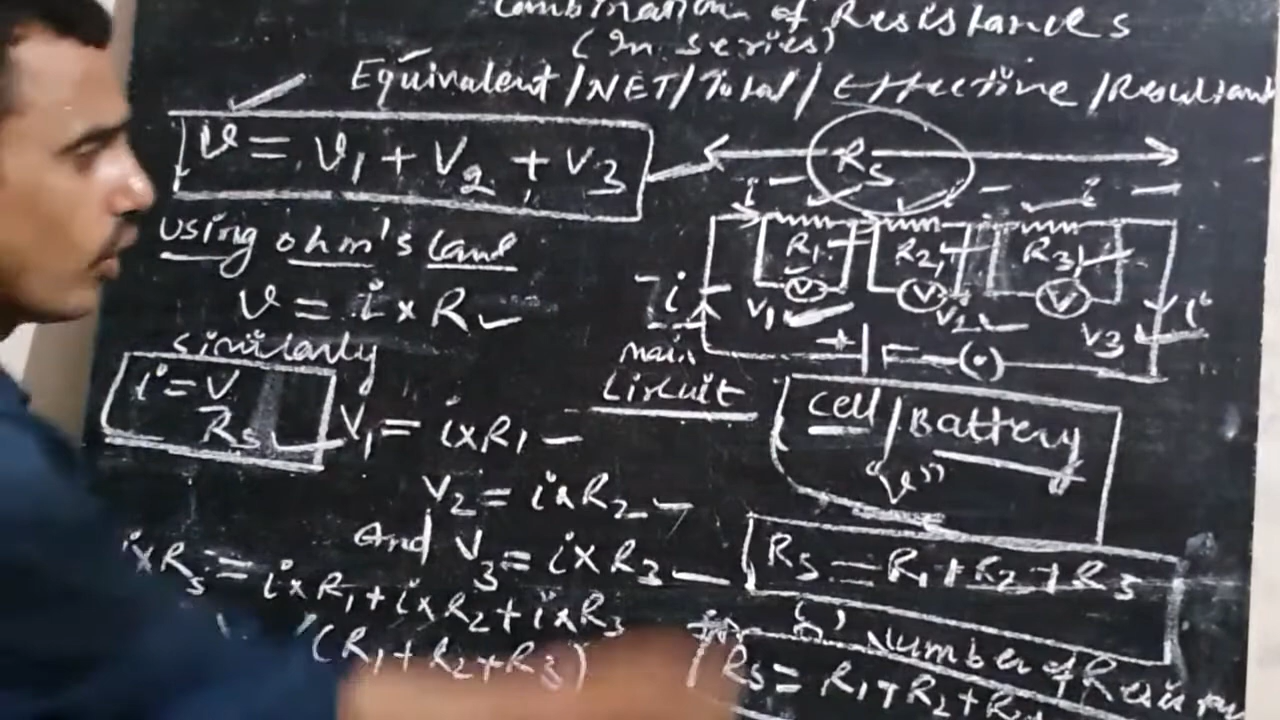 Combination of Resistances
(In series)
Equivalent/NET/Total/Effective/Resultant
V = V1 + V2 + V3
Rs
using ohm's law
V = i × R
similarly
i = V
Rs
V1 = i×R1
V2 = i×R2
And V3 = i×R3
i×Rs = i×R1 + i×R2 + i×R3
(R1 + R2 + R3)
i i
R1 R2 R3
V V V
i V1 V2 V3 i
+ -
main
circuit
Cell/Battery
"V"
Rs = R1 + R2 + R3
Number of
Rs = R1 + R2 + R3